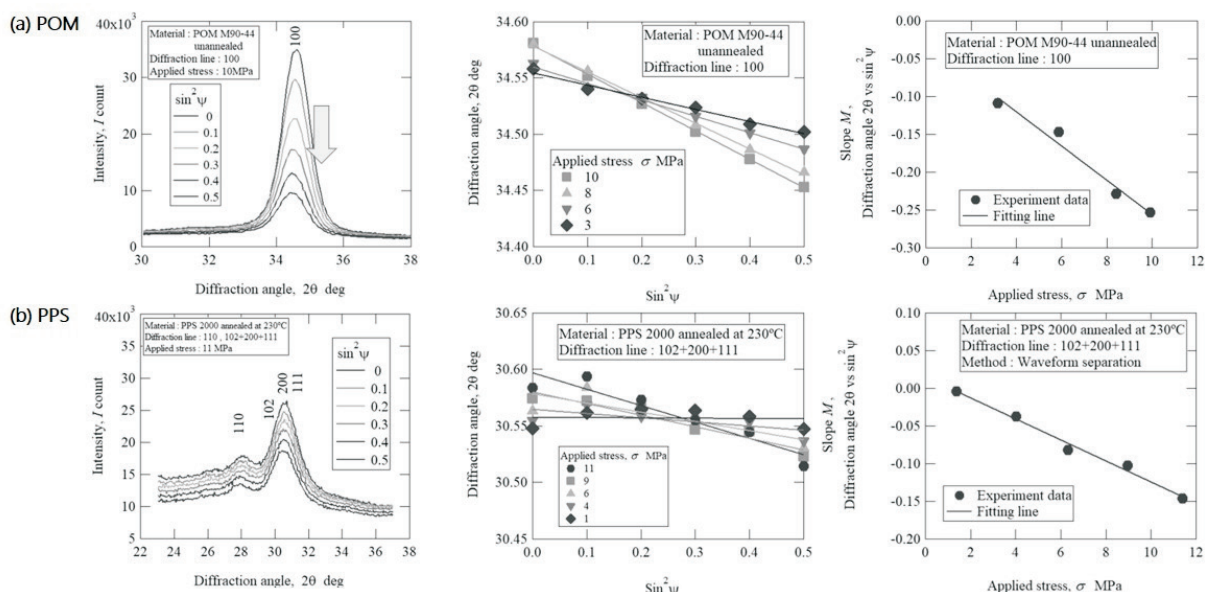 (a) POM
40x10³
30
20
10
0
Intensity, I count
Material : POM M90-44
unannealed
Diffraction line : 100
Applied stress : 10MPa
sin²ψ
0
0.1
0.2
0.3
0.4
0.5
100
30
32
34
36
38
Diffraction angle, 2θ deg
34.60
34.55
34.50
34.45
34.40
Diffraction angle, 2θ deg
Material : POM M90-44
unannealed
Diffraction line : 100
Applied stress σ MPa
10
8
6
3
0.0
0.1
0.2
0.3
0.4
0.5
Sin²ψ
0.00
-0.05
-0.10
-0.15
-0.20
-0.25
-0.30
Slope M,
Diffraction angle 2θ vs sin²ψ
Material : POM M90-44 unannealed
Diffraction line : 100
Experiment data
Fitting line
0
2
4
6
8
10
12
Applied stress, σ MPa
(b) PPS
40x10³
35
30
25
20
15
10
Intensity, I count
Material : PPS 2000 annealed at 230ºC
Diffraction line : 110 , 102+200+111
Applied stress : 11 MPa
sin²ψ
0
0.1
0.2
0.3
0.4
0.5
110
102
200
111
22
24
26
28
30
32
34
36
38
Diffraction angle, 2θ deg
30.65
30.60
30.55
30.50
30.45
Diffraction angle, 2θ deg
Material : PPS 2000 annealed at 230ºC
Diffraction line : 102+200+111
Applied stress, σ MPa
11
9
6
4
1
0.0
0.1
0.2
0.3
0.4
0.5
Sin²ψ
0.10
0.05
0.00
-0.05
-0.10
-0.15
-0.20
Slope M,
Diffraction angle 2θ vs sin²ψ
Material : PPS 2000 annealed at 230ºC
Diffraction line : 102+200+111
Method : Waveform separation
Experiment data
Fitting line
0
2
4
6
8
10
12
Applied stress, σ MPa